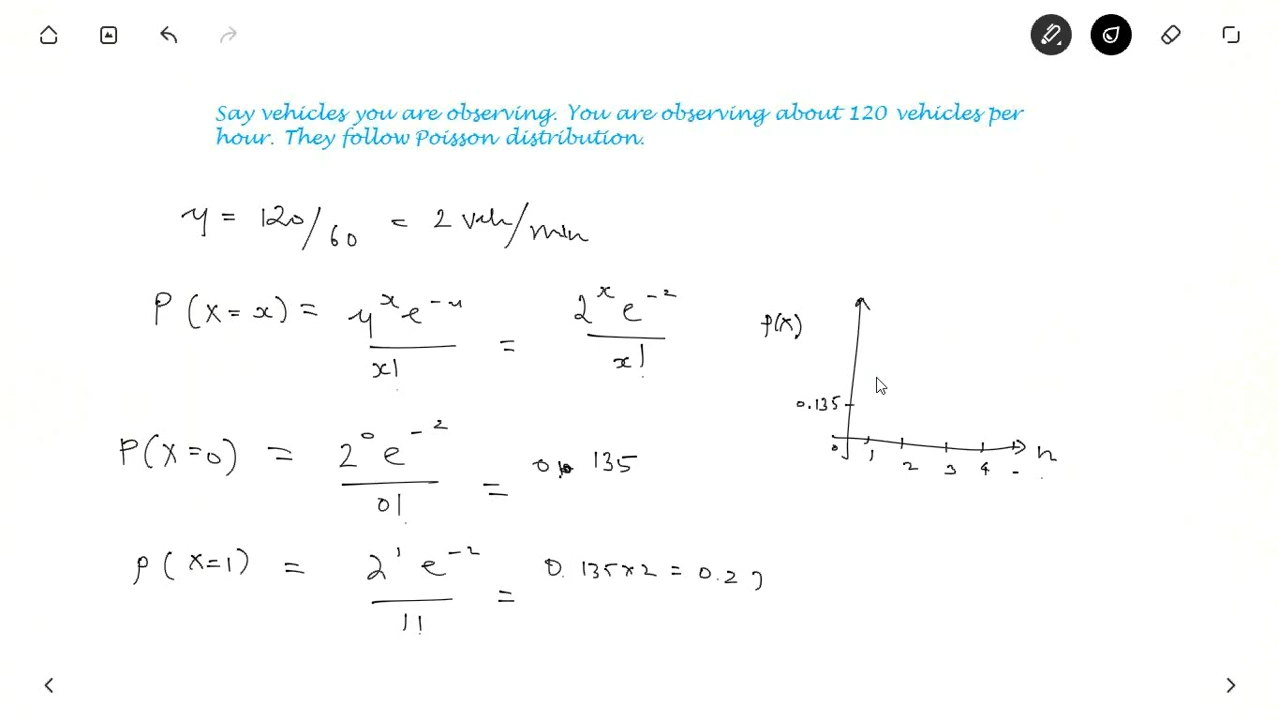 Say vehicles you are observing. You are observing about 120 vehicles per
hour. They follow Poisson distribution.
μ = 120/60 = 2 veh/min
P(X=x) = μ^x e^-μ / x! = 2^x e^-2 / x!
P(X=0) = 2^0 e^-2 / 0! = 0.135
P(X=1) = 2^1 e^-2 / 1! = 0.135x2 = 0.27
P(X)
0.135
0 1 2 3 4 - n